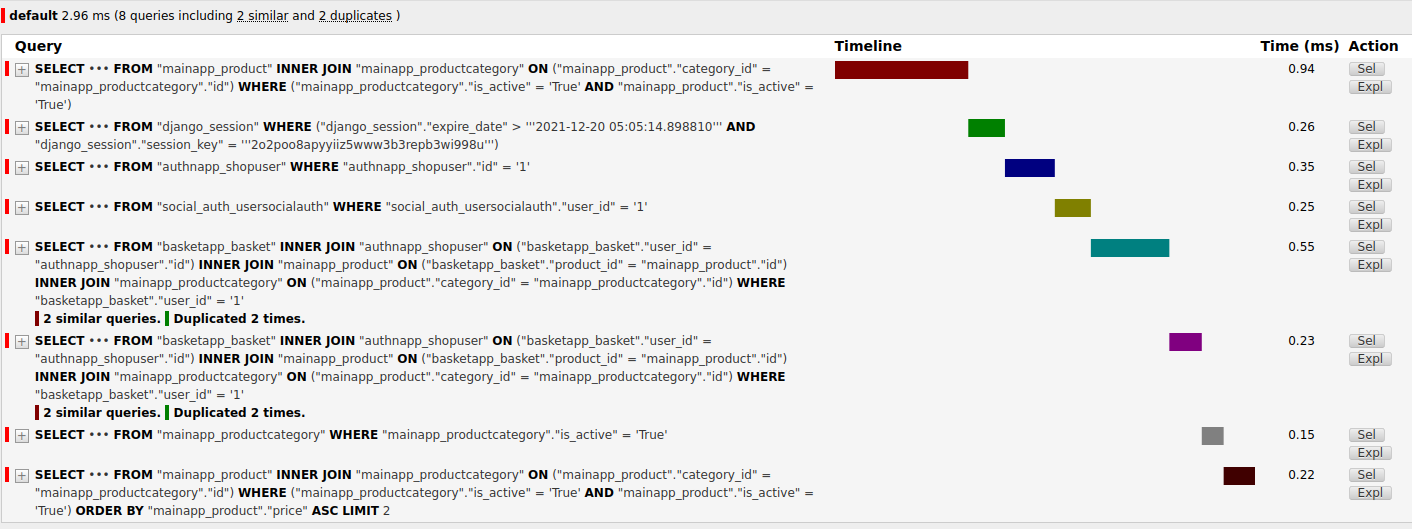 default 2.96 ms (8 queries including 2 similar and 2 duplicates )
Query Timeline Time (ms) Action
+ SELECT ••• FROM "mainapp_product" INNER JOIN "mainapp_productcategory" ON ("mainapp_product"."category_id" = 0.94 Sel
"mainapp_productcategory"."id") WHERE ("mainapp_productcategory"."is_active" = 'True' AND "mainapp_product"."is_active" = Expl
'True')
+ SELECT ••• FROM "django_session" WHERE ("django_session"."expire_date" > '''2021-12-20 05:05:14.898810''' AND 0.26 Sel
"django_session"."session_key" = '''2o2poo8apyyiiz5www3b3repb3wi998u''') Expl
+ SELECT ••• FROM "authnapp_shopuser" WHERE "authnapp_shopuser"."id" = '1' 0.35 Sel
Expl
+ SELECT ••• FROM "social_auth_usersocialauth" WHERE "social_auth_usersocialauth"."user_id" = '1' 0.25 Sel
Expl
+ SELECT ••• FROM "basketapp_basket" INNER JOIN "authnapp_shopuser" ON ("basketapp_basket"."user_id" = 0.55 Sel
"authnapp_shopuser"."id") INNER JOIN "mainapp_product" ON ("basketapp_basket"."product_id" = "mainapp_product"."id") Expl
INNER JOIN "mainapp_productcategory" ON ("mainapp_product"."category_id" = "mainapp_productcategory"."id") WHERE
"basketapp_basket"."user_id" = '1'
2 similar queries. Duplicated 2 times.
+ SELECT ••• FROM "basketapp_basket" INNER JOIN "authnapp_shopuser" ON ("basketapp_basket"."user_id" = 0.23 Sel
"authnapp_shopuser"."id") INNER JOIN "mainapp_product" ON ("basketapp_basket"."product_id" = "mainapp_product"."id") Expl
INNER JOIN "mainapp_productcategory" ON ("mainapp_product"."category_id" = "mainapp_productcategory"."id") WHERE
"basketapp_basket"."user_id" = '1'
2 similar queries. Duplicated 2 times.
+ SELECT ••• FROM "mainapp_productcategory" WHERE "mainapp_productcategory"."is_active" = 'True' 0.15 Sel
Expl
+ SELECT ••• FROM "mainapp_product" INNER JOIN "mainapp_productcategory" ON ("mainapp_product"."category_id" = 0.22 Sel
"mainapp_productcategory"."id") WHERE ("mainapp_productcategory"."is_active" = 'True' AND "mainapp_product"."is_active" = Expl
'True') ORDER BY "mainapp_product"."price" ASC LIMIT 2